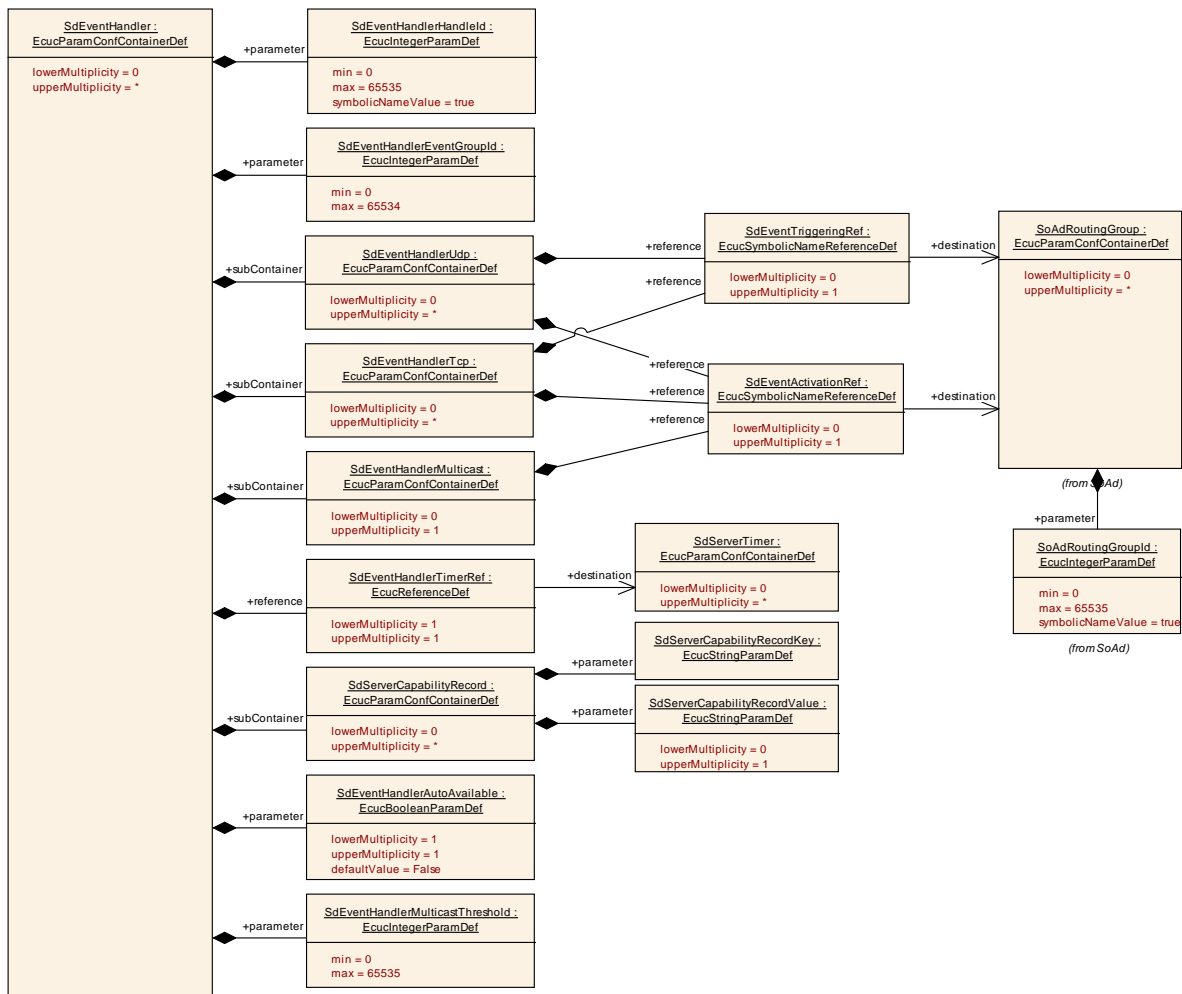 SdEventHandler :
EcucParamConfContainerDef
lowerMultiplicity = 0
upperMultiplicity = *
+parameter
SdEventHandlerHandleId :
EcucIntegerParamDef
min = 0
max = 65535
symbolicNameValue = true
+parameter
SdEventHandlerEventGroupId :
EcucIntegerParamDef
min = 0
max = 65534
+subContainer
SdEventHandlerUdp :
EcucParamConfContainerDef
lowerMultiplicity = 0
upperMultiplicity = *
+reference
+reference
SdEventTriggeringRef :
EcucSymbolicNameReferenceDef
lowerMultiplicity = 0
upperMultiplicity = 1
+destination
SoAdRoutingGroup :
EcucParamConfContainerDef
lowerMultiplicity = 0
upperMultiplicity = *
(from SoAd)
+subContainer
SdEventHandlerTcp :
EcucParamConfContainerDef
lowerMultiplicity = 0
upperMultiplicity = *
+reference
+reference
+reference
SdEventActivationRef :
EcucSymbolicNameReferenceDef
lowerMultiplicity = 0
upperMultiplicity = 1
+destination
+subContainer
SdEventHandlerMulticast :
EcucParamConfContainerDef
lowerMultiplicity = 0
upperMultiplicity = 1
+parameter
SoAdRoutingGroupId :
EcucIntegerParamDef
min = 0
max = 65535
symbolicNameValue = true
(from SoAd)
+reference
SdEventHandlerTimerRef :
EcucReferenceDef
lowerMultiplicity = 1
upperMultiplicity = 1
+destination
SdServerTimer :
EcucParamConfContainerDef
lowerMultiplicity = 0
upperMultiplicity = *
+subContainer
SdServerCapabilityRecord :
EcucParamConfContainerDef
lowerMultiplicity = 0
upperMultiplicity = *
+parameter
SdServerCapabilityRecordKey :
EcucStringParamDef
+parameter
SdServerCapabilityRecordValue :
EcucStringParamDef
lowerMultiplicity = 0
upperMultiplicity = 1
+parameter
SdEventHandlerAutoAvailable :
EcucBooleanParamDef
lowerMultiplicity = 1
upperMultiplicity = 1
defaultValue = False
+parameter
SdEventHandlerMulticastThreshold :
EcucIntegerParamDef
min = 0
max = 65535